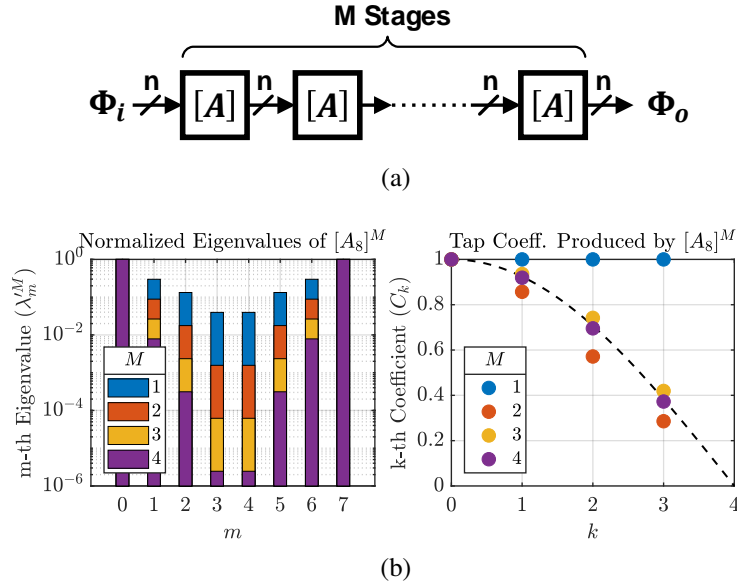 M Stages
Φi n [A] n [A] n [A] n Φo
(a)
Normalized Eigenvalues of [A8]^M
m-th Eigenvalue (λ′m^M)
10^0
10^-2
10^-4
10^-6
M
1
2
3
4
0 1 2 3 4 5 6 7
m
Tap Coeff. Produced by [A8]^M
k-th Coefficient (Ck)
1
0.8
0.6
0.4
0.2
0
M
1
2
3
4
0 1 2 3 4
k
(b)